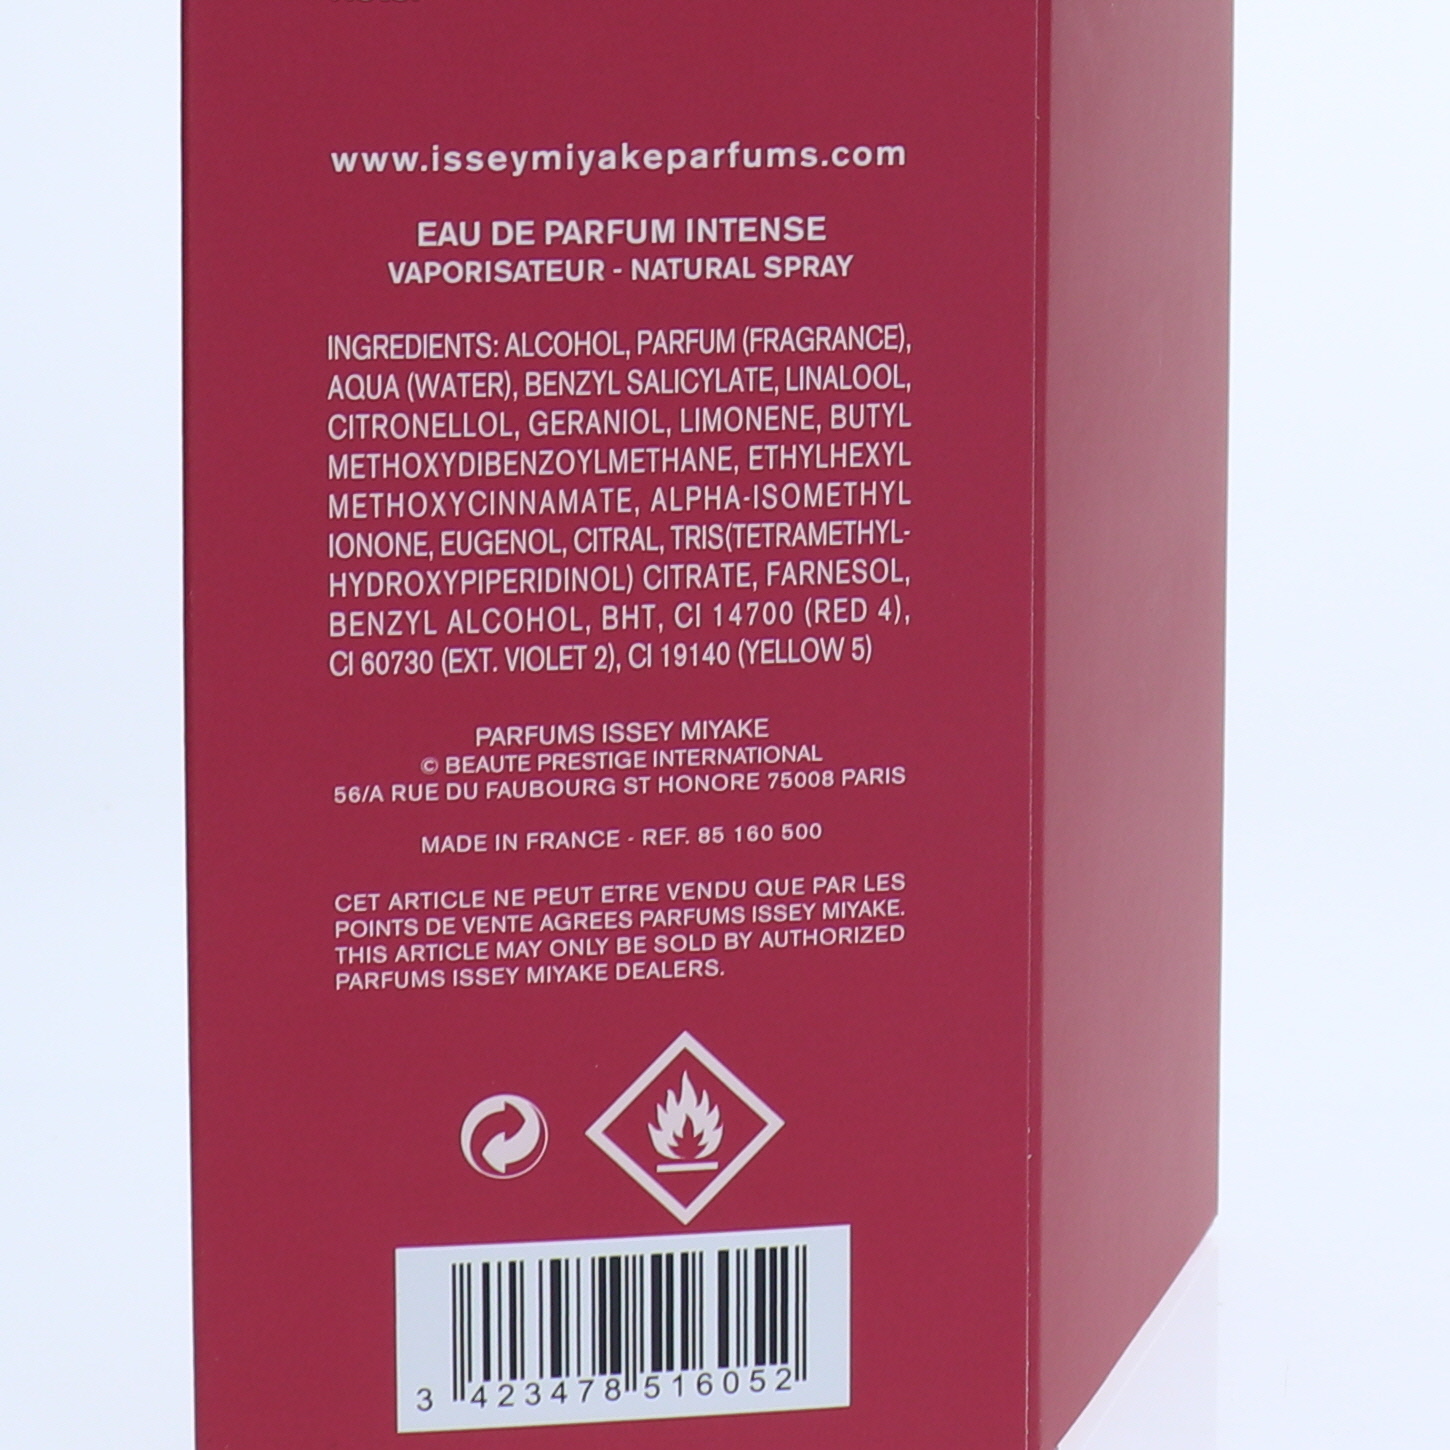 www.isseymiyakeparfums.com
EAU DE PARFUM INTENSE
VAPORISATEUR - NATURAL SPRAY
INGREDIENTS: ALCOHOL, PARFUM (FRAGRANCE),
AQUA (WATER), BENZYL SALICYLATE, LINALOOL,
CITRONELLOL, GERANIOL, LIMONENE, BUTYL
METHOXYDIBENZOYLMETHANE, ETHYLHEXYL
METHOXYCINNAMATE, ALPHA-ISOMETHYL
IONONE, EUGENOL, CITRAL, TRIS(TETRAMETHYL-
HYDROXYPIPERIDINOL) CITRATE, FARNESOL,
BENZYL ALCOHOL, BHT, CI 14700 (RED 4),
CI 60730 (EXT. VIOLET 2), CI 19140 (YELLOW 5)
PARFUMS ISSEY MIYAKE
© BEAUTE PRESTIGE INTERNATIONAL
56/A RUE DU FAUBOURG ST HONORE 75008 PARIS
MADE IN FRANCE - REF. 85 160 500
CET ARTICLE NE PEUT ETRE VENDU QUE PAR LES
POINTS DE VENTE AGREES PARFUMS ISSEY MIYAKE.
THIS ARTICLE MAY ONLY BE SOLD BY AUTHORIZED
PARFUMS ISSEY MIYAKE DEALERS.
3 423478 516052